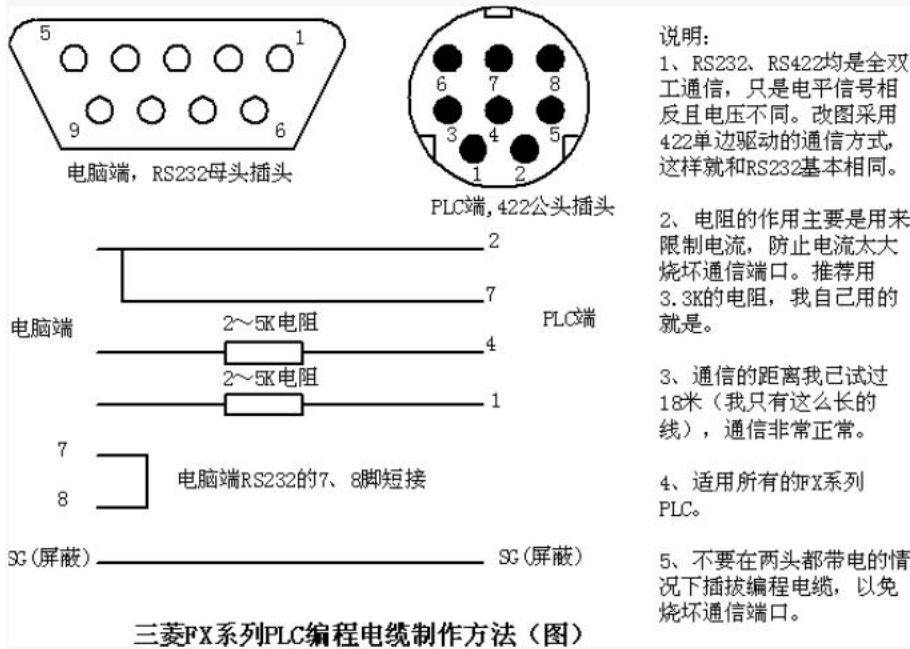 5
1
9
6
电脑端，RS232母头插头
6
7
8
3
4
5
1
2
PLC端,422公头插头
2
7
电脑端
PLC端
2～5K电阻
4
2～5K电阻
1
7
8
电脑端RS232的7、8脚短接
SG(屏蔽)
SG(屏蔽)
三菱FX系列PLC编程电缆制作方法（图）
说明:
1、RS232、RS422均是全双
工通信，只是电平信号相
反且电压不同。改图采用
422单边驱动的通信方式，
这样就和RS232基本相同。
2、电阻的作用主要是用来
限制电流，防止电流太大
烧坏通信端口。推荐用
3.3K的电阻，我自己用的
就是。
3、通信的距离我己试过
18米（我只有这么长的
线），通信非常正常。
4、适用所有的FX系列
PLC。
5、不要在两头都带电的情
况下插拔编程电缆，以免
烧坏通信端口。